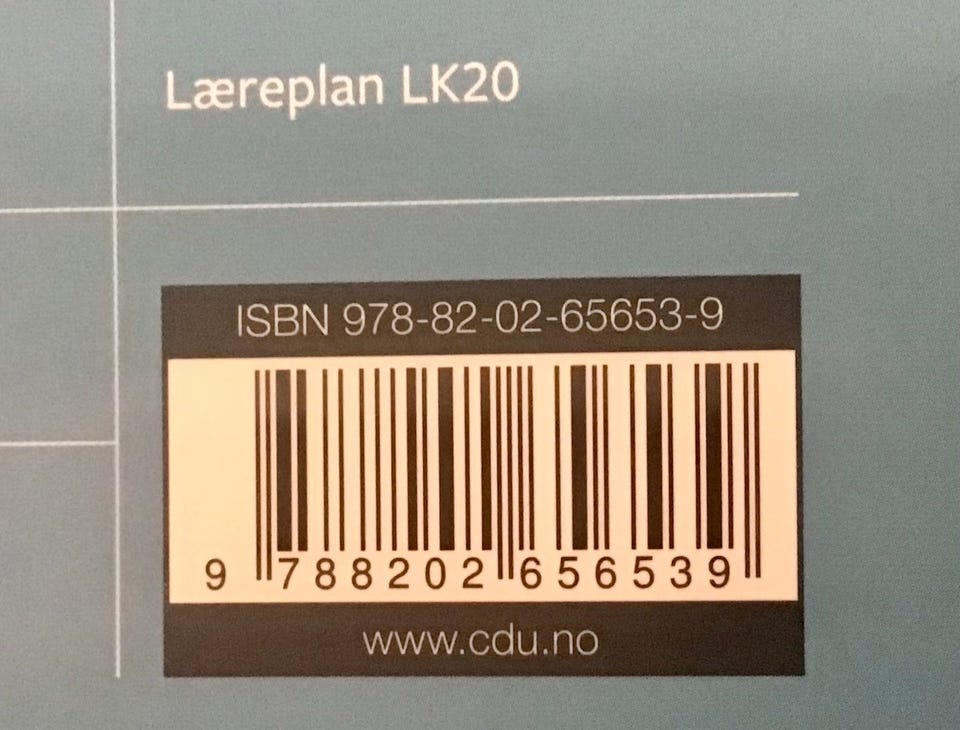 Læreplan LK20
ISBN 978-82-02-65653-9
9 788202 656539
www.cdu.no